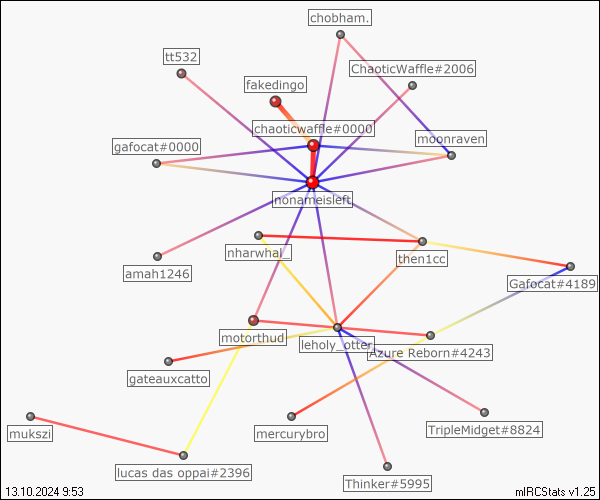 chobham.
tt532
ChaoticWaffle#2006
fakedingo
chaoticwaffle#0000
gafocat#0000
moonraven
nonameisleft
nharwhal_
then1cc
amah1246
Gafocat#4189
motorthud
leholy_otter
Azure Reborn#4243
gateauxcatto
mukszi
mercurybro
TripleMidget#8824
lucas das oppai#2396
Thinker#5995
13.10.2024 9:53
mIRCStats v1.25